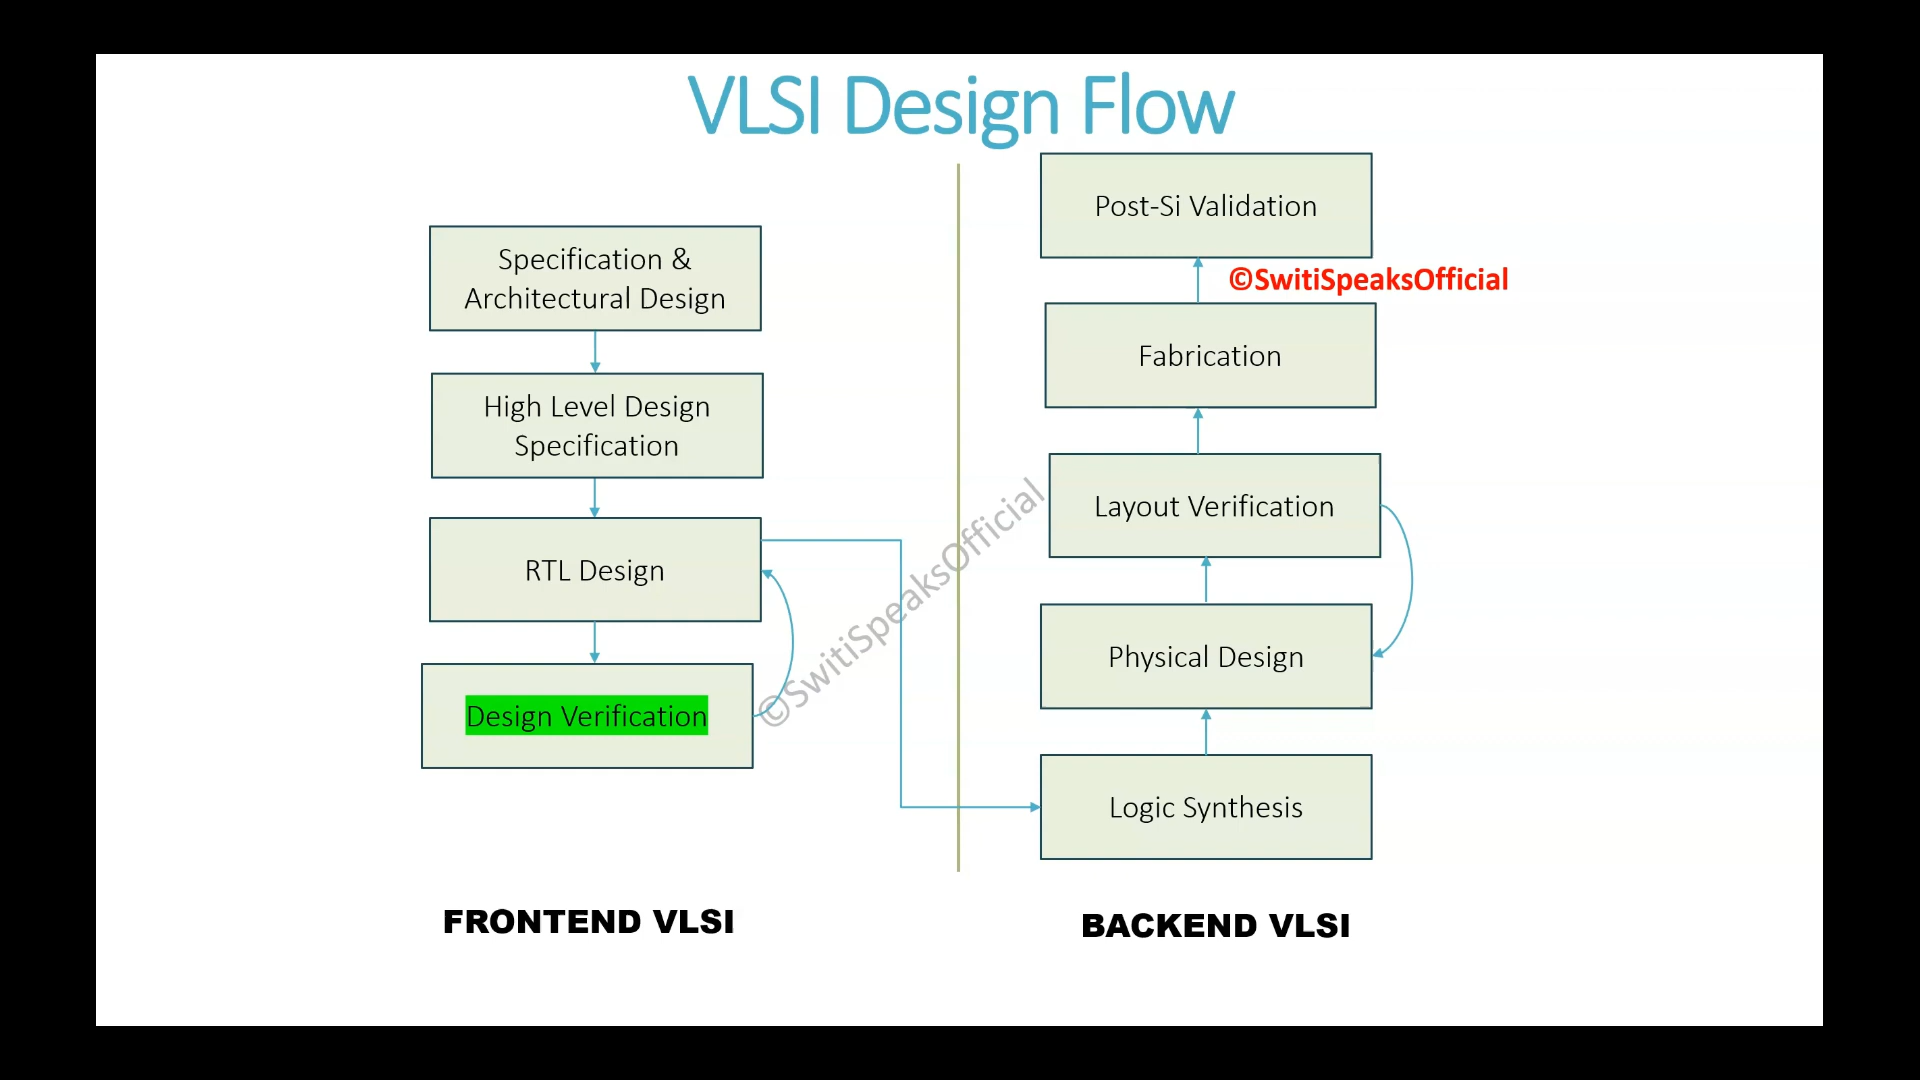 VLSI Design Flow
Specification &
Architectural Design
High Level Design
Specification
RTL Design
Design Verification
FRONTEND VLSI
©SwitiSpeaksOfficial
Post-Si Validation
©SwitiSpeaksOfficial
Fabrication
Layout Verification
Physical Design
Logic Synthesis
BACKEND VLSI